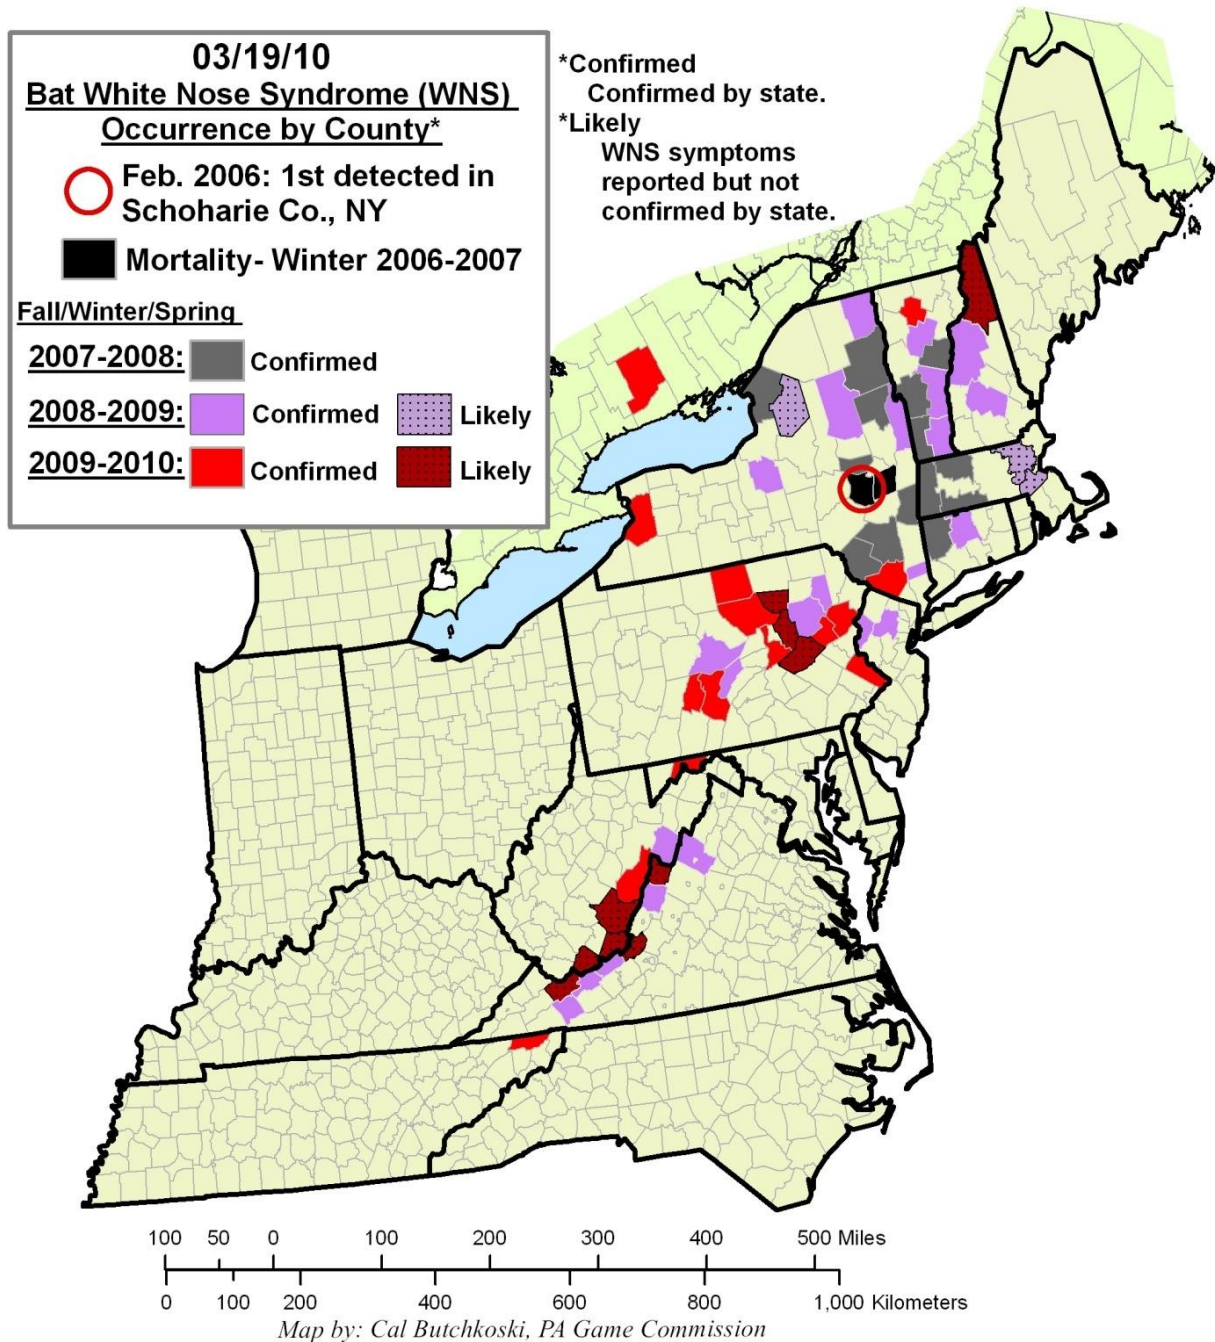 03/19/10
Bat White Nose Syndrome (WNS)
Occurrence by County*
Feb. 2006: 1st detected in
Schoharie Co., NY
Mortality- Winter 2006-2007
Fall/Winter/Spring
2007-2008: Confirmed
2008-2009: Confirmed Likely
2009-2010: Confirmed Likely
*Confirmed
Confirmed by state.
*Likely
WNS symptoms
reported but not
confirmed by state.
100 50 0 100 200 300 400 500 Miles
0 100 200 400 600 800 1,000 Kilometers
Map by: Cal Butchkoski, PA Game Commission